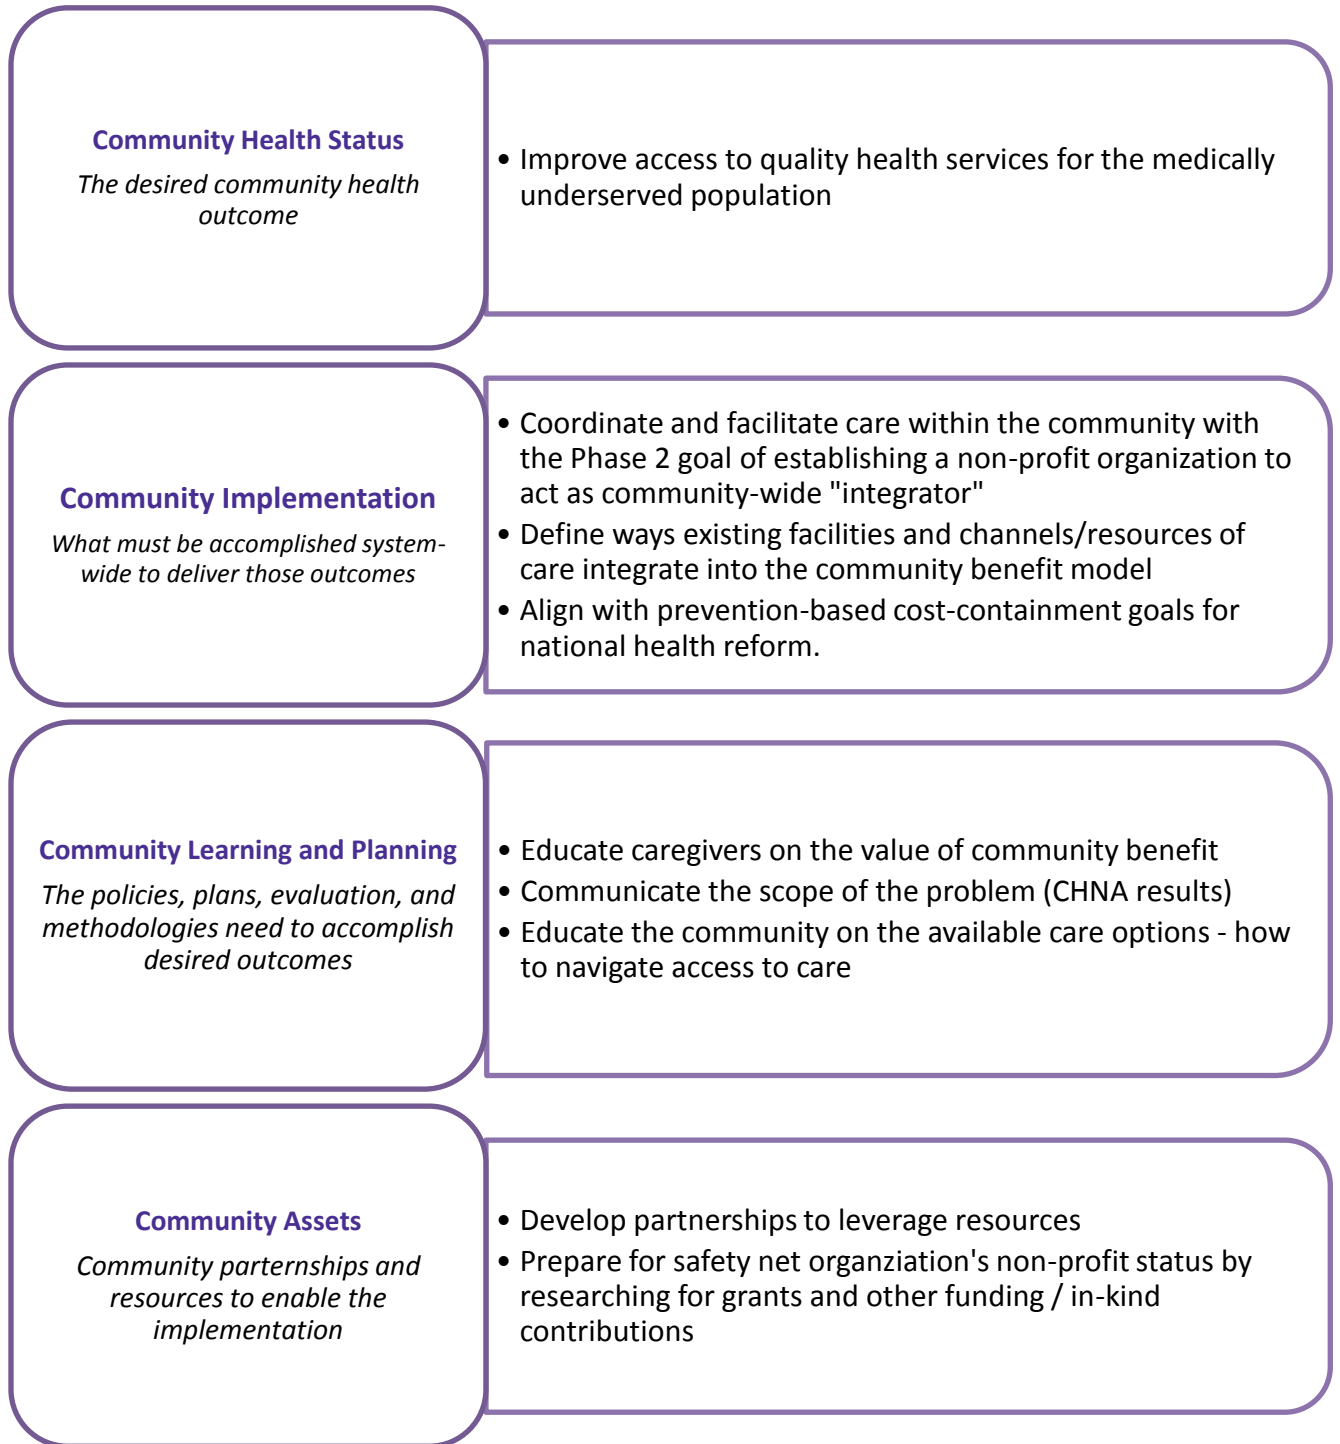 Community Health Status
The desired community health
outcome
• Improve access to quality health services for the medically
underserved population
Community Implementation
What must be accomplished system-
wide to deliver those outcomes
• Coordinate and facilitate care within the community with
the Phase 2 goal of establishing a non-profit organization to
act as community-wide "integrator"
• Define ways existing facilities and channels/resources of
care integrate into the community benefit model
• Align with prevention-based cost-containment goals for
national health reform.
Community Learning and Planning
The policies, plans, evaluation, and
methodologies need to accomplish
desired outcomes
• Educate caregivers on the value of community benefit
• Communicate the scope of the problem (CHNA results)
• Educate the community on the available care options - how
to navigate access to care
Community Assets
Community parternships and
resources to enable the
implementation
• Develop partnerships to leverage resources
• Prepare for safety net organziation's non-profit status by
researching for grants and other funding / in-kind
contributions